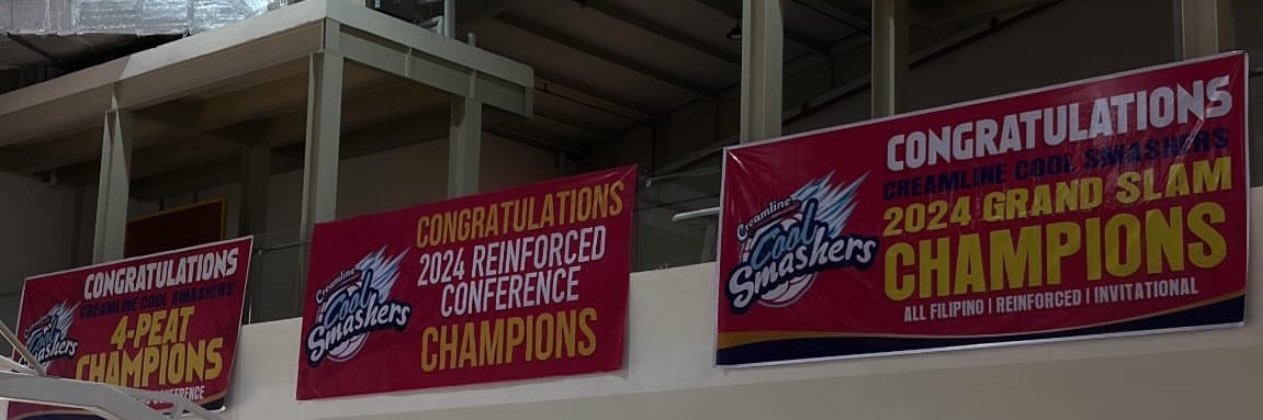 CONGRATULATIONS
CREAMLINE COOL SMASHERS
4-PEAT
CHAMPIONS
CONFERENCE
Creamline
Cool
Smashers
CONGRATULATIONS
2024 REINFORCED
CONFERENCE
CHAMPIONS
Creamline
Cool
Smashers
CONGRATULATIONS
CREAMLINE COOL SMASHERS
2024 GRAND SLAM
CHAMPIONS
ALL FILIPINO | REINFORCED | INVITATIONAL
Creamline
Cool
Smashers